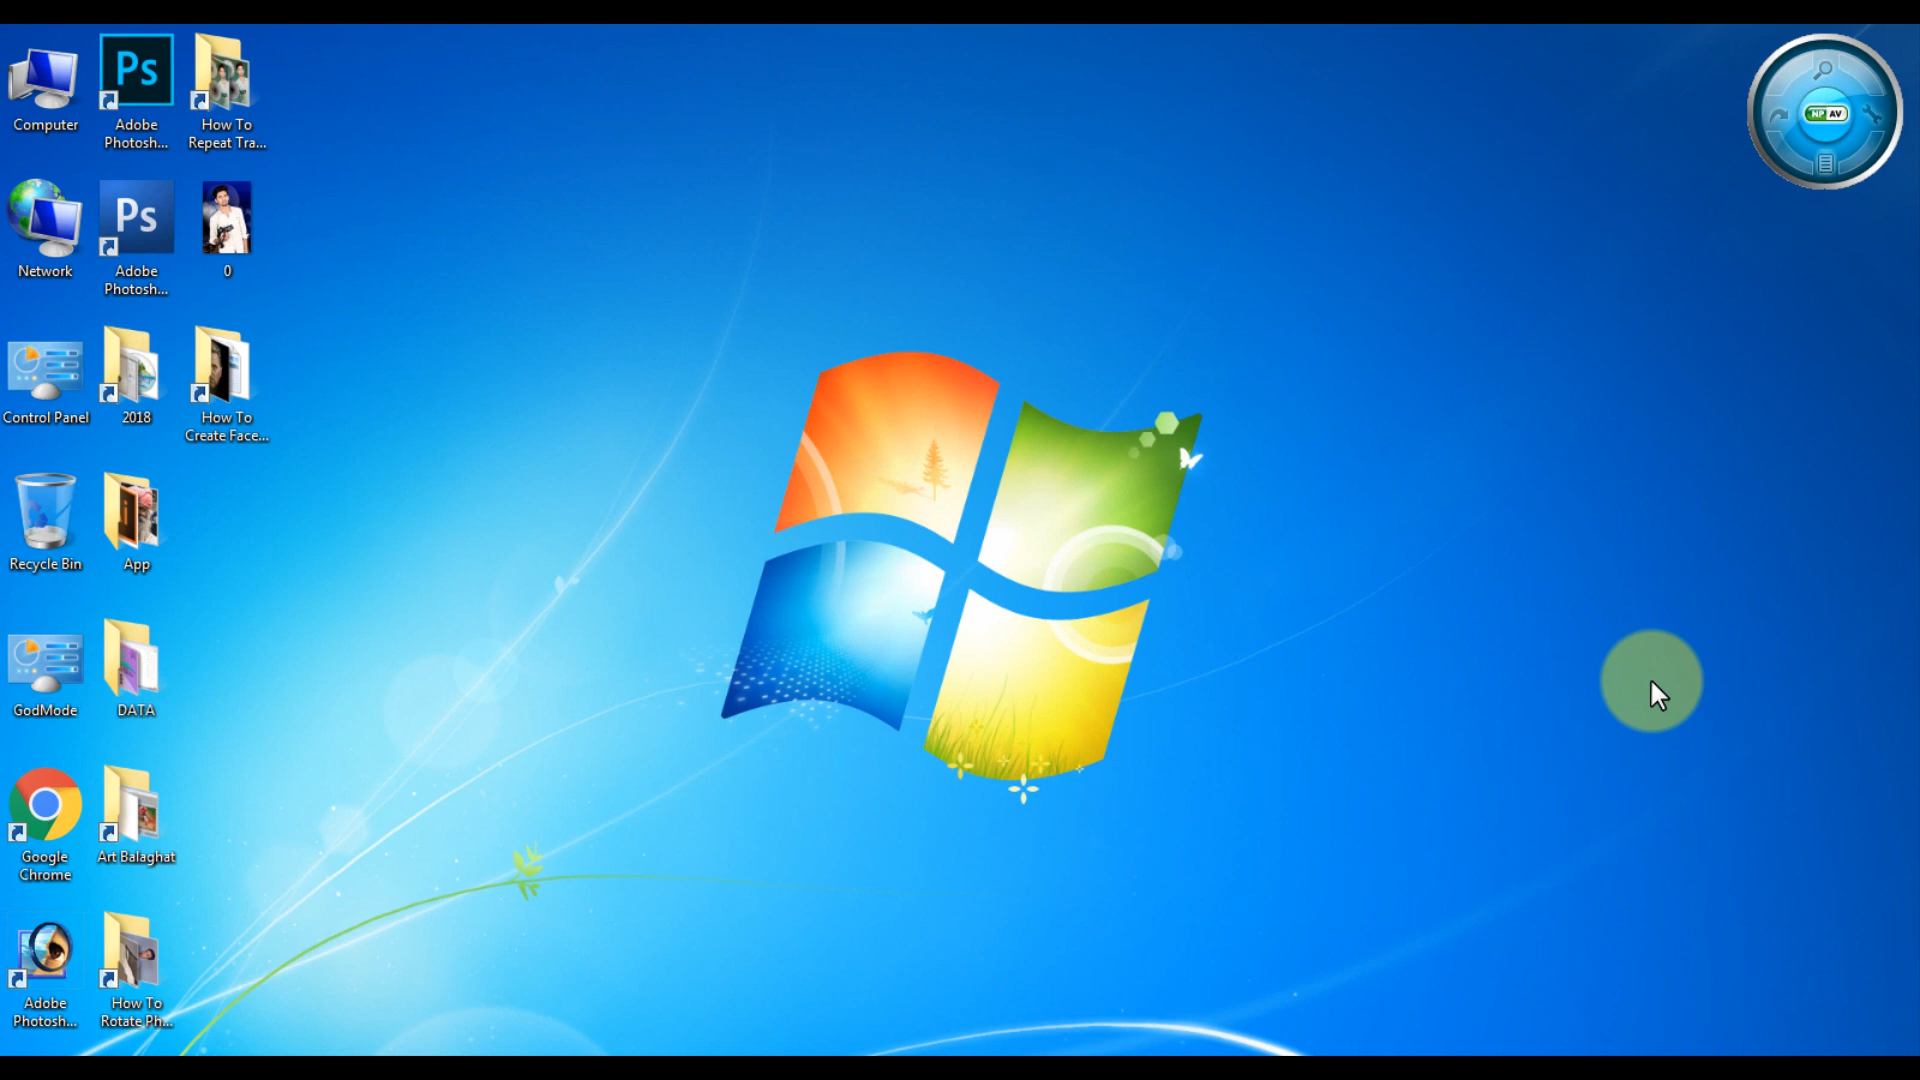 Computer
Ps
Adobe
Photosh...
How To
Repeat Tra...
NP AV
Network
Ps
Adobe
Photosh...
0
Control Panel
2018
How To
Create Face...
Recycle Bin
App
GodMode
DATA
Google
Chrome
Art Balaghat
Adobe
Photosh...
How To
Rotate Ph...